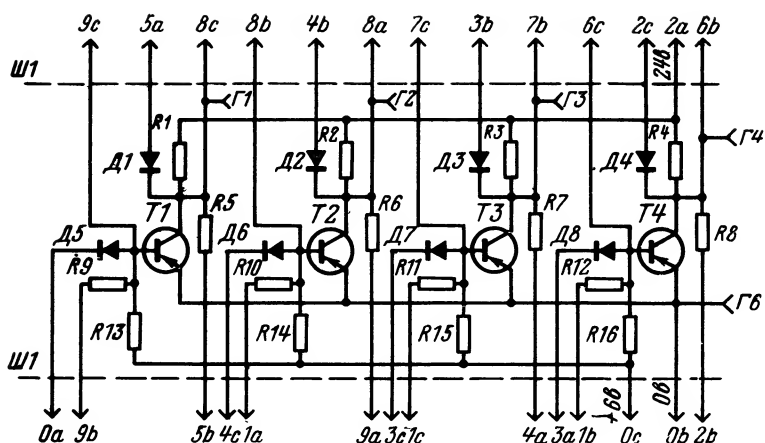 9c 5a 8c 8b 4b 8a 7c 3b 7b 6c 2c 2a 6b
Ш1 24в
Г1 Г2 Г3
R1 R2 R3 R4 Г4
Д1 Д2 Д3 Д4
T1 R5 T2 R6 T3 R7 T4
Д5 Д6 Д7 Д8 R8
R9 R10 R11 R12
Г6
R13 R14 R15 R16
Ш1
+6в 0в
0a 9b 5b 4c 1a 9a 3c 1c 4a 3a 1b 0c 0b 2b